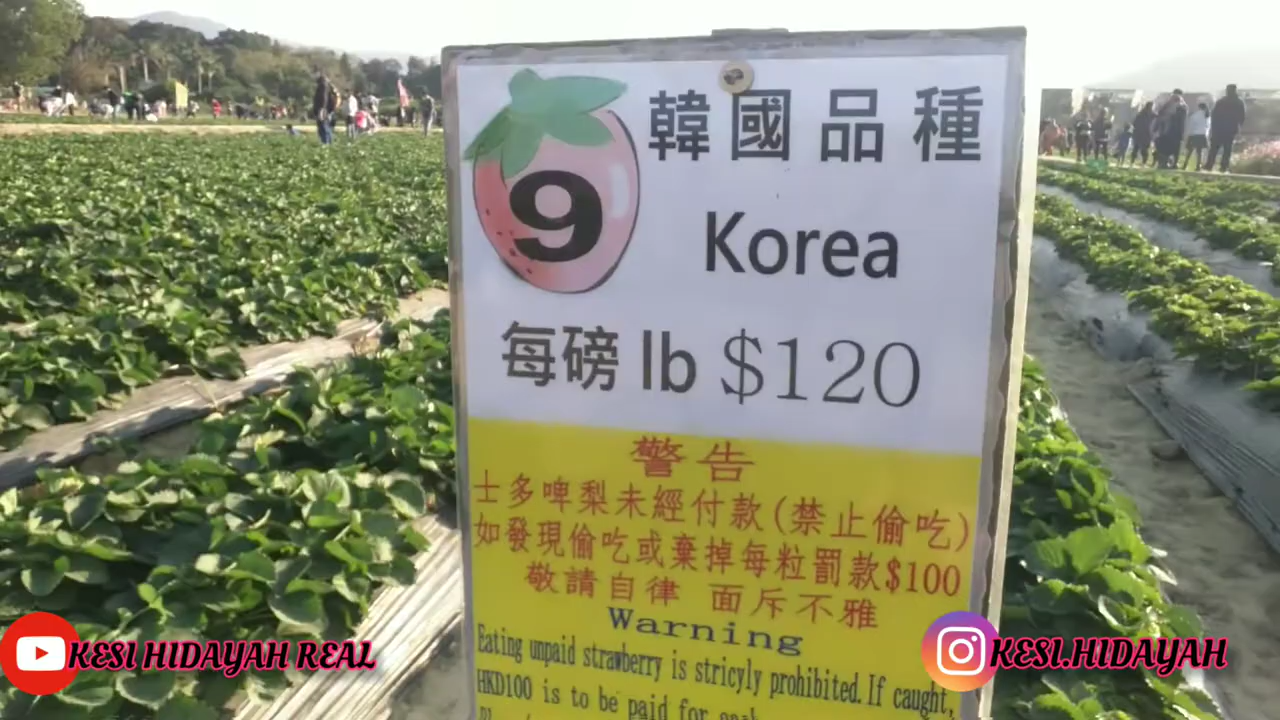 9
韓國品種
Korea
每磅 lb $120
警告
士多啤梨未經付款(禁止偷吃)
如發現偷吃或棄掉每粒罰款$100
敬請自律 面斥不雅
Warning
Eating unpaid strawberry is stricly prohibited. If caught,
HKD100 is to be paid for each
KESI HIDAYAH REAL
KESI.HIDAYAH